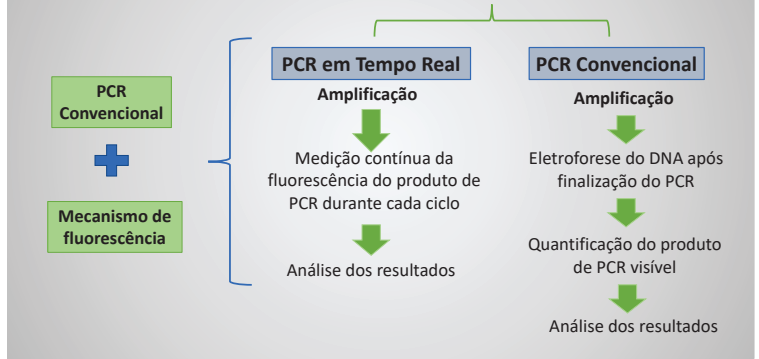 PCR
Convencional
Mecanismo de
fluorescência
PCR em Tempo Real
Amplificação
Medição contínua da
fluorescência do produto de
PCR durante cada ciclo
Análise dos resultados
PCR Convencional
Amplificação
Eletroforese do DNA após
finalização do PCR
Quantificação do produto
de PCR visível
Análise dos resultados